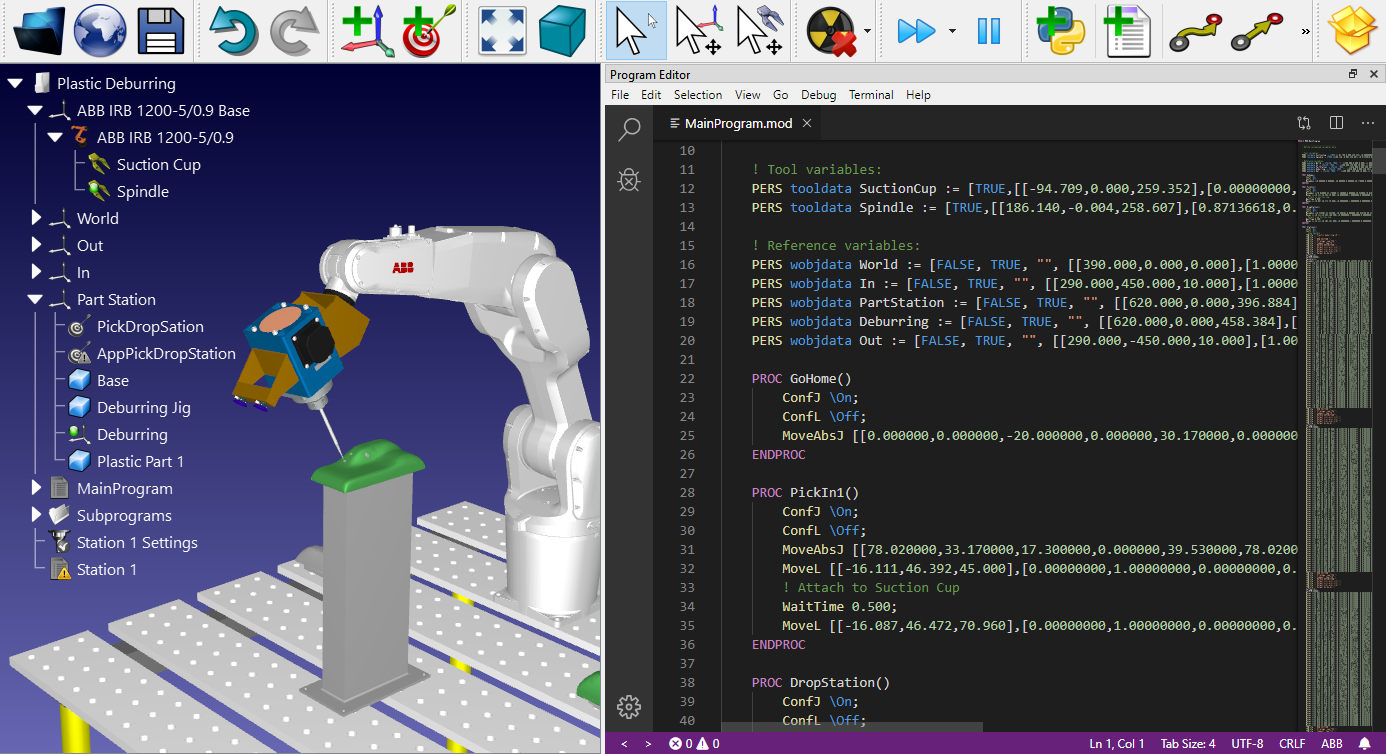 Plastic Deburring
ABB IRB 1200-5/0.9 Base
ABB IRB 1200-5/0.9
Suction Cup
Spindle
World
Out
In
Part Station
PickDropSation
AppPickDropStation
Base
Deburring Jig
Deburring
Plastic Part 1
MainProgram
Subprograms
Station 1 Settings
Station 1
ABB
»
Program Editor
File Edit Selection View Go Debug Terminal Help
MainProgram.mod
10
11 ! Tool variables:
12 PERS tooldata SuctionCup := [TRUE,[[-94.709,0.000,259.352],[0.00000000,
13 PERS tooldata Spindle := [TRUE,[[186.140,-0.004,258.607],[0.87136618,0.
14
15 ! Reference variables:
16 PERS wobjdata World := [FALSE, TRUE, "", [[390.000,0.000,0.000],[1.0000
17 PERS wobjdata In := [FALSE, TRUE, "", [[290.000,450.000,10.000],[1.0000
18 PERS wobjdata PartStation := [FALSE, TRUE, "", [[620.000,0.000,396.884]
19 PERS wobjdata Deburring := [FALSE, TRUE, "", [[620.000,0.000,458.384],[
20 PERS wobjdata Out := [FALSE, TRUE, "", [[290.000,-450.000,10.000],[1.00
21
22 PROC GoHome()
23 ConfJ \On;
24 ConfL \Off;
25 MoveAbsJ [[0.000000,0.000000,-20.000000,0.000000,30.170000,0.000000
26 ENDPROC
27
28 PROC PickIn1()
29 ConfJ \On;
30 ConfL \Off;
31 MoveAbsJ [[78.020000,33.170000,17.300000,0.000000,39.530000,78.0200
32 MoveL [[-16.111,46.392,45.000],[0.00000000,1.00000000,0.00000000,0.
33 ! Attach to Suction Cup
34 WaitTime 0.500;
35 MoveL [[-16.087,46.472,70.960],[0.00000000,1.00000000,0.00000000,0.
36 ENDPROC
37
38 PROC DropStation()
39 ConfJ \On;
40 ConfL \Off;
< > 0 0 Ln 1, Col 1 Tab Size: 4 UTF-8 CRLF ABB